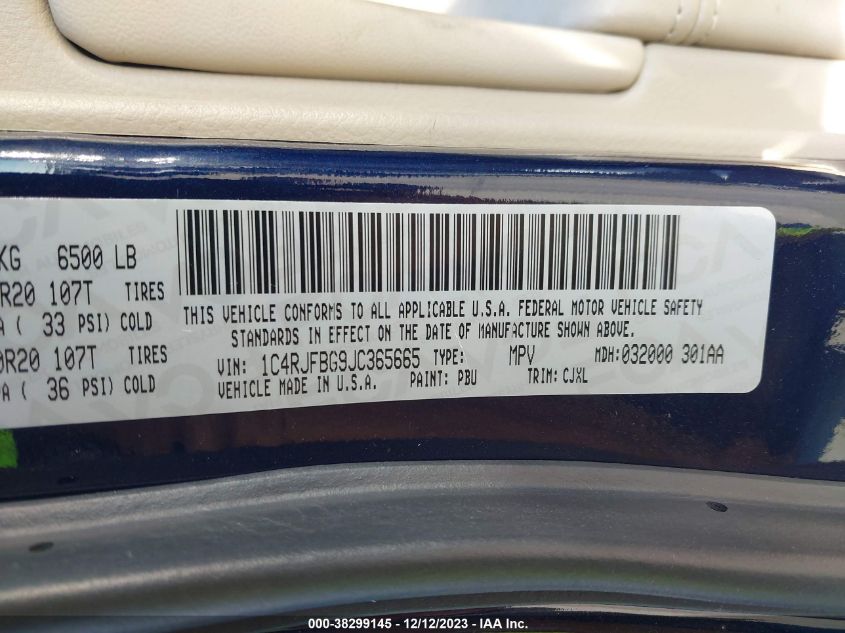 KG 6500 LB
R20 107T TIRES
A ( 33 PSI) COLD
0R20 107T TIRES
PA ( 36 PSI) COLD
THIS VEHICLE CONFORMS TO ALL APPLICABLE U.S.A. FEDERAL MOTOR VEHICLE SAFETY
STANDARDS IN EFFECT ON THE DATE OF MANUFACTURE SHOWN ABOVE.
VIN: 1C4RJFBG9JC365665 TYPE: MPV MDH:032000 301AA
VEHICLE MADE IN U.S.A. PAINT: PBU TRIM: CJXL
000-38299145 - 12/12/2023 - IAA Inc.